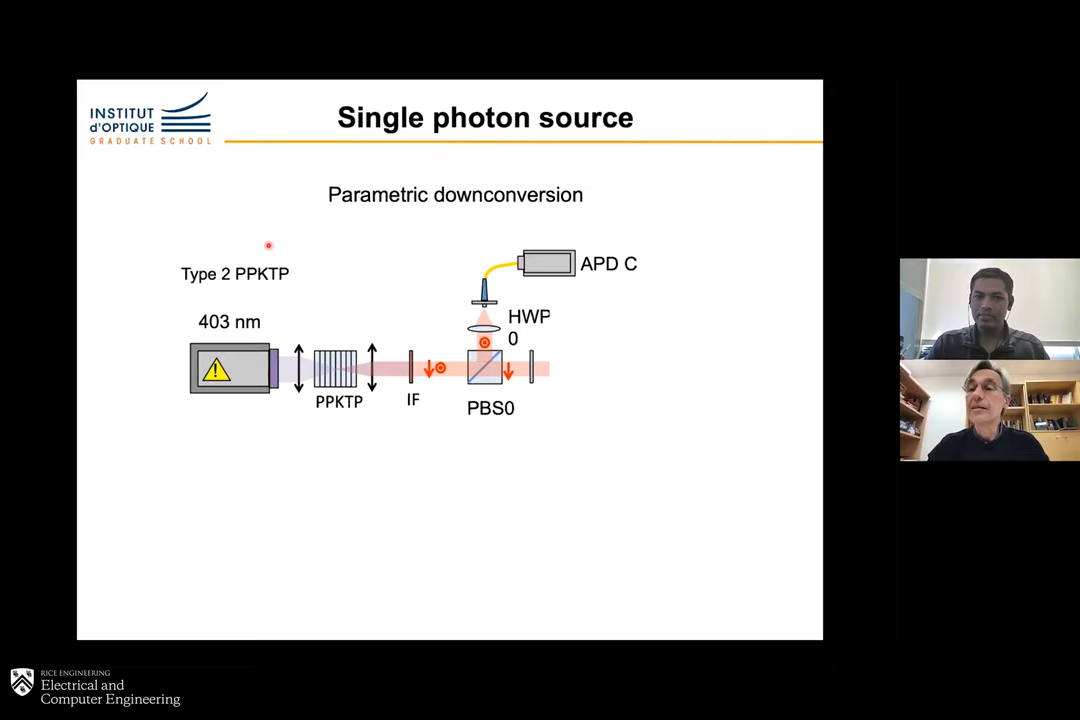 INSTITUT
d'OPTIQUE
GRADUATE SCHOOL
Single photon source
Parametric downconversion
Type 2 PPKTP
APD C
403 nm
HWP
0
!
PPKTP
IF
PBS0
RICE ENGINEERING
Electrical and
Computer Engineering